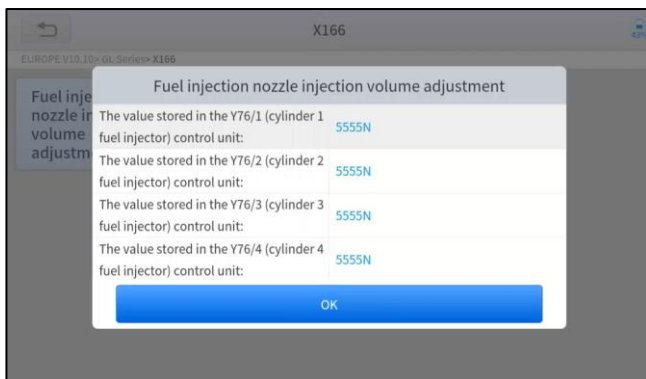 X166
43%
EUROPE V10.10> GL Series> X166
Fuel inje
nozzle in
volume
adjustm
Fuel injection nozzle injection volume adjustment
The value stored in the Y76/1 (cylinder 1
fuel injector) control unit:
5555N
The value stored in the Y76/2 (cylinder 2
fuel injector) control unit:
5555N
The value stored in the Y76/3 (cylinder 3
fuel injector) control unit:
5555N
The value stored in the Y76/4 (cylinder 4
fuel injector) control unit:
5555N
OK